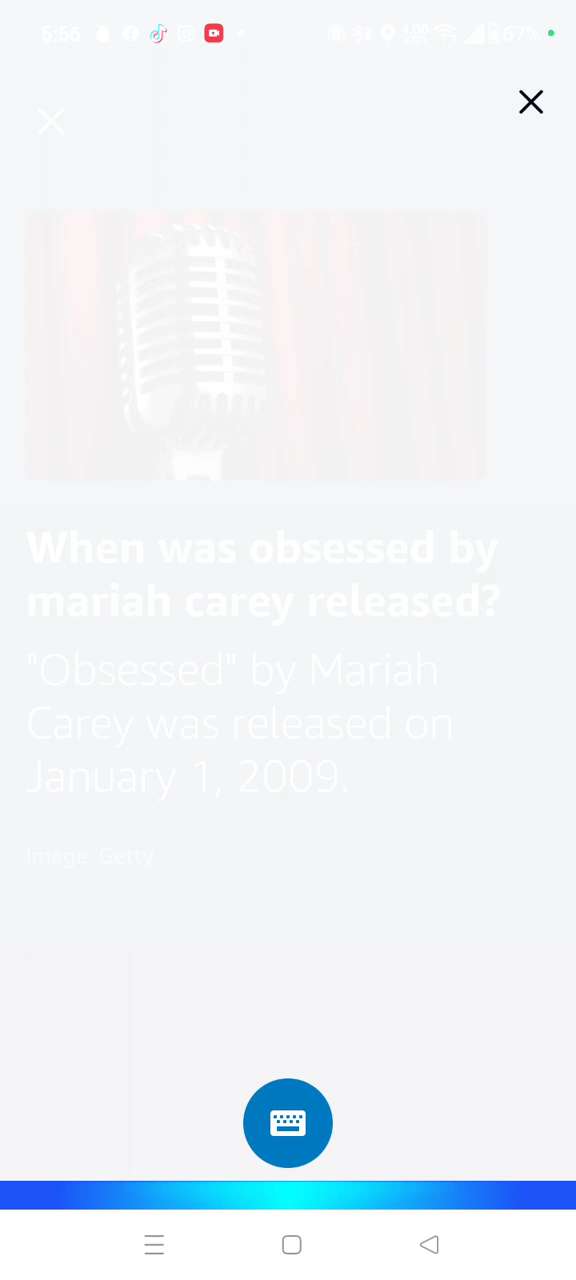 5:56
67%
When was obsessed by
mariah carey released?
"Obsessed" by Mariah
Carey was released on
January 1, 2009.
Image: Getty